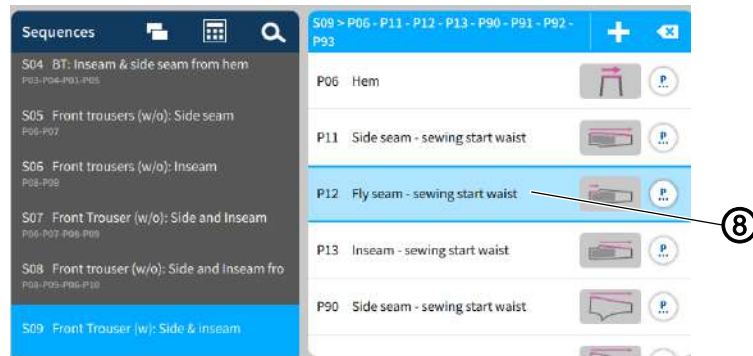 Sequences
S04 BT: Inseam & side seam from hem
P03-P04-P01-P05
S05 Front trousers (w/o): Side seam
P06-P07
S06 Front trousers (w/o): Inseam
P08-P09
S07 Front Trouser (w/o): Side and Inseam
P06-P07-P08-P09
S08 Front trouser (w/o): Side and Inseam fro
P08-P09-P06-P10
S09 Front Trouser (w): Side & inseam
S09 > P06 - P11 - P12 - P13 - P90 - P91 - P92 -
P93
P06 Hem
P...
P11 Side seam - sewing start waist
P...
P12 Fly seam - sewing start waist
P...
8
P13 Inseam - sewing start waist
P...
P90 Side seam - sewing start waist
P...